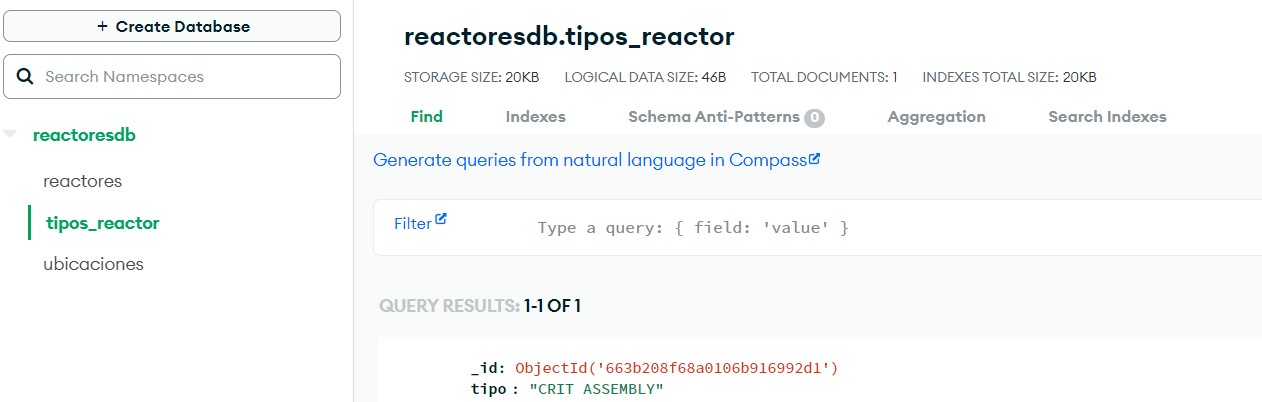 + Create Database
Search Namespaces
reactoresdb
reactores
tipos_reactor
ubicaciones
reactoresdb.tipos_reactor
STORAGE SIZE: 20KB LOGICAL DATA SIZE: 46B TOTAL DOCUMENTS: 1 INDEXES TOTAL SIZE: 20KB
Find Indexes Schema Anti-Patterns 0 Aggregation Search Indexes
Generate queries from natural language in Compass
Filter Type a query: { field: 'value' }
QUERY RESULTS: 1-1 OF 1
_id: ObjectId('663b208f68a0106b916992d1')
tipo : "CRIT ASSEMBLY"